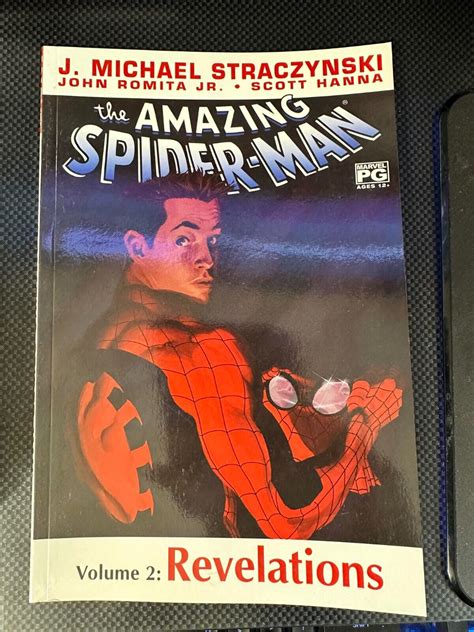 J. MICHAEL STRACZYNSKI
JOHN ROMITA JR. • SCOTT HANNA
the AMAZING
SPIDER-MAN®
MARVEL
PG
AGES 12+
Volume 2: Revelations